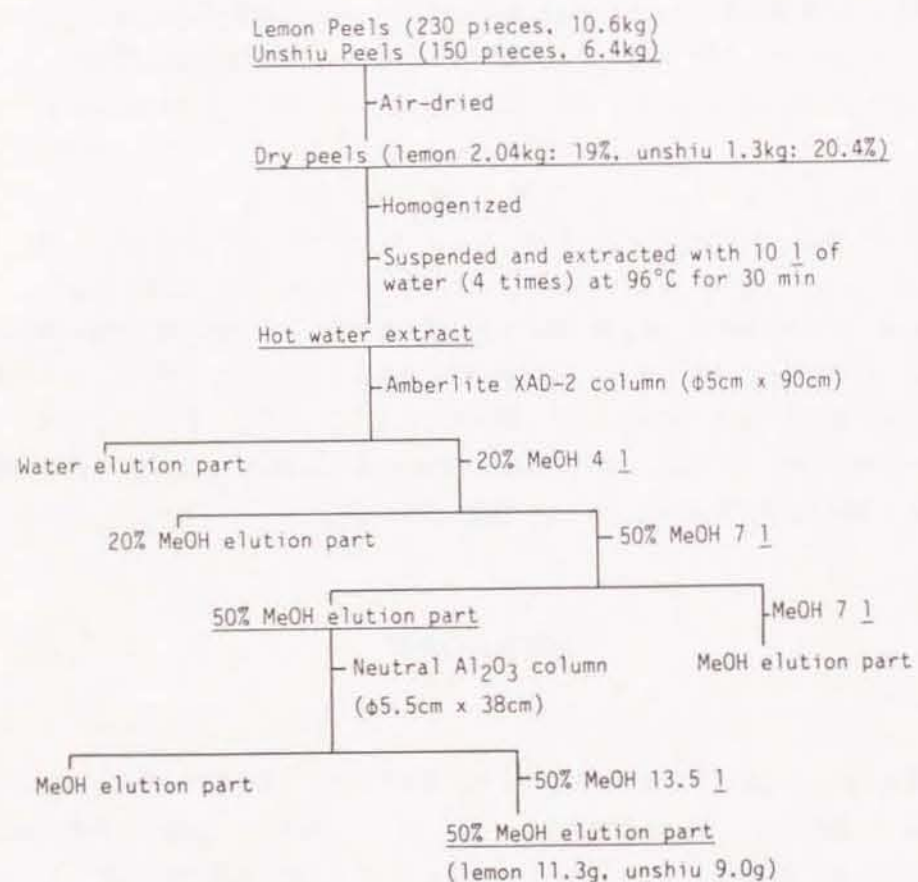 Lemon Peels (230 pieces, 10.6kg)
Unshiu Peels (150 pieces, 6.4kg)
Air-dried
Dry peels (lemon 2.04kg: 19%, unshiu 1.3kg: 20.4%)
Homogenized
Suspended and extracted with 10 l of
water (4 times) at 96°C for 30 min
Hot water extract
Amberlite XAD-2 column (φ5cm x 90cm)
Water elution part
20% MeOH 4 l
20% MeOH elution part
50% MeOH 7 l
50% MeOH elution part
MeOH 7 l
Neutral Al2O3 column
(φ5.5cm x 38cm)
MeOH elution part
MeOH elution part
50% MeOH 13.5 l
50% MeOH elution part
(lemon 11.3g, unshiu 9.0g)